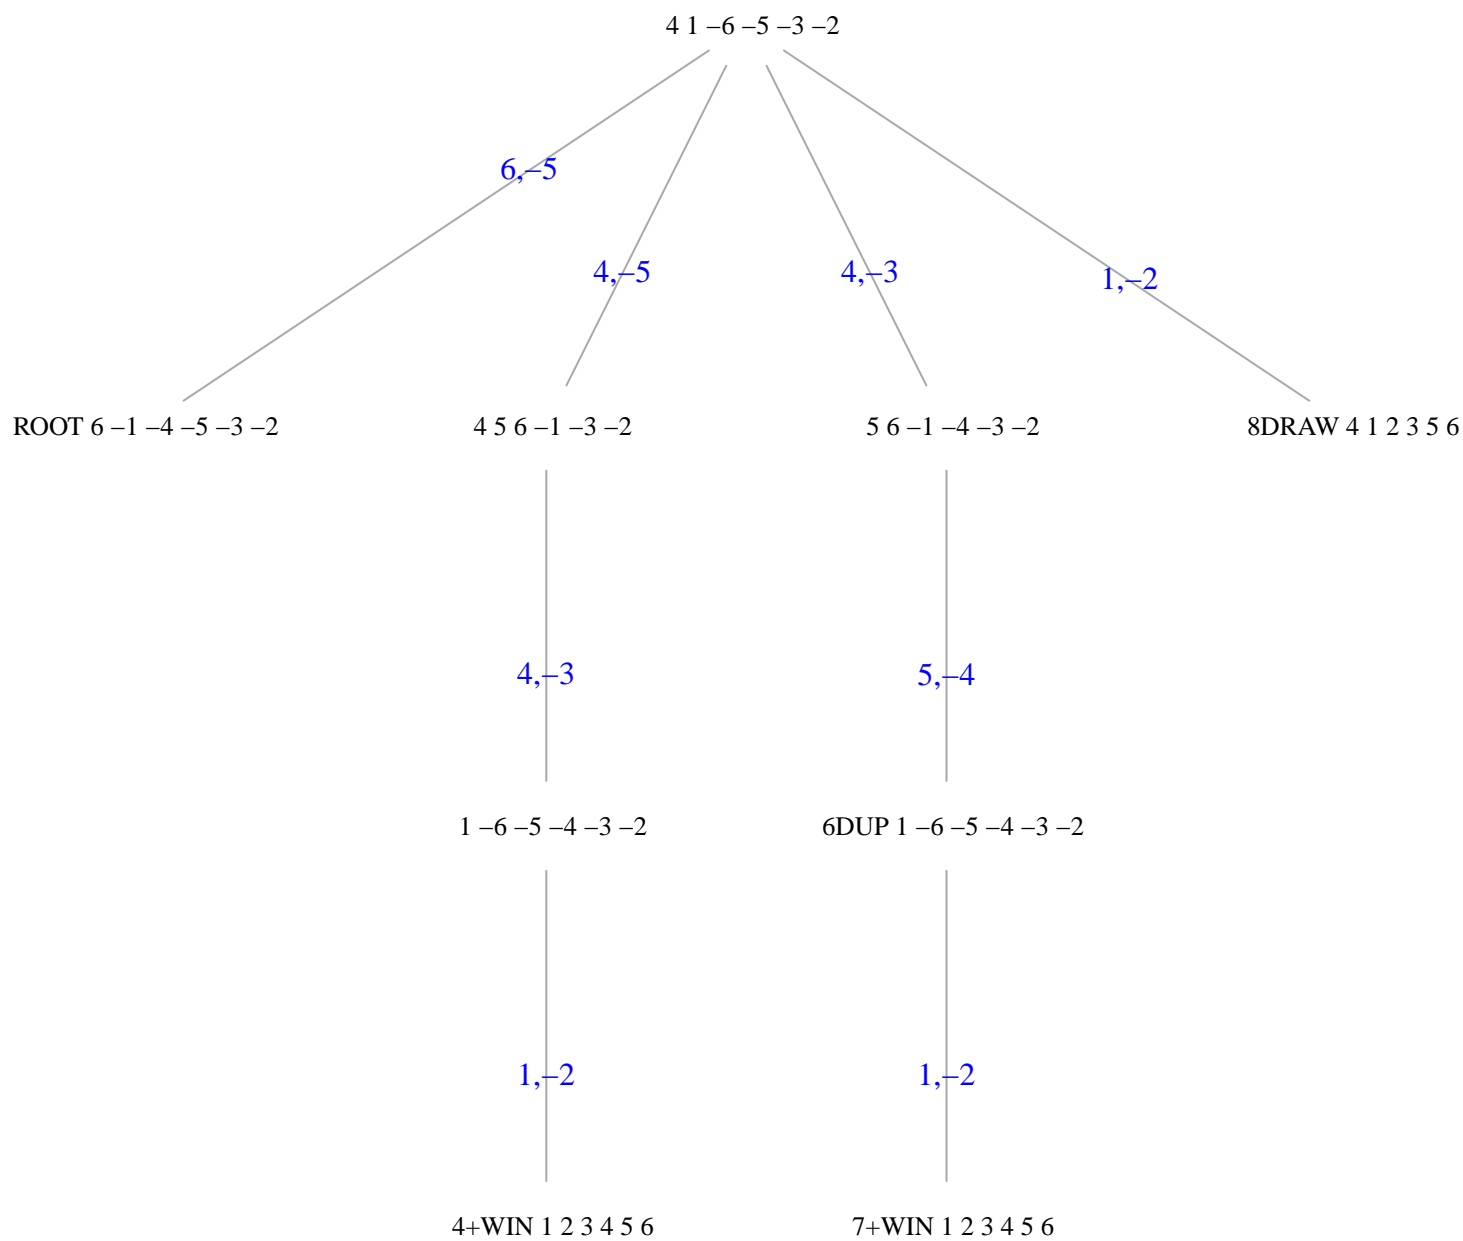 4 1 –6 –5 –3 –2
6,–5
4,–5
4,–3
1,–2
ROOT 6 –1 –4 –5 –3 –2
4 5 6 –1 –3 –2
5 6 –1 –4 –3 –2
8DRAW 4 1 2 3 5 6
4,–3
5,–4
1 –6 –5 –4 –3 –2
6DUP 1 –6 –5 –4 –3 –2
1,–2
1,–2
4+WIN 1 2 3 4 5 6
7+WIN 1 2 3 4 5 6